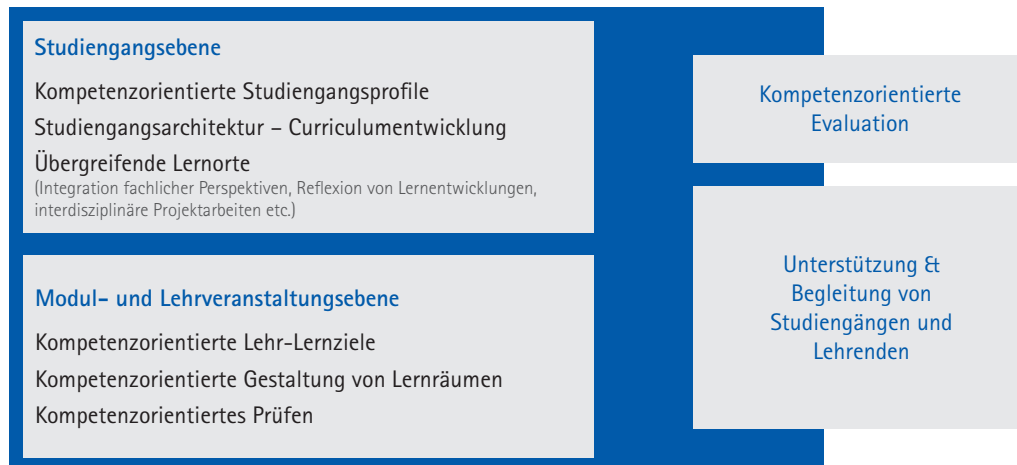 Studiengangsebene
Kompetenzorientierte Studiengangsprofile
Studiengangsarchitektur – Curriculumentwicklung
Übergreifende Lernorte
(Integration fachlicher Perspektiven, Reflexion von Lernentwicklungen,
interdisziplinäre Projektarbeiten etc.)
Modul- und Lehrveranstaltungsebene
Kompetenzorientierte Lehr-Lernziele
Kompetenzorientierte Gestaltung von Lernräumen
Kompetenzorientiertes Prüfen
Kompetenzorientierte
Evaluation
Unterstützung &
Begleitung von
Studiengängen und
Lehrenden